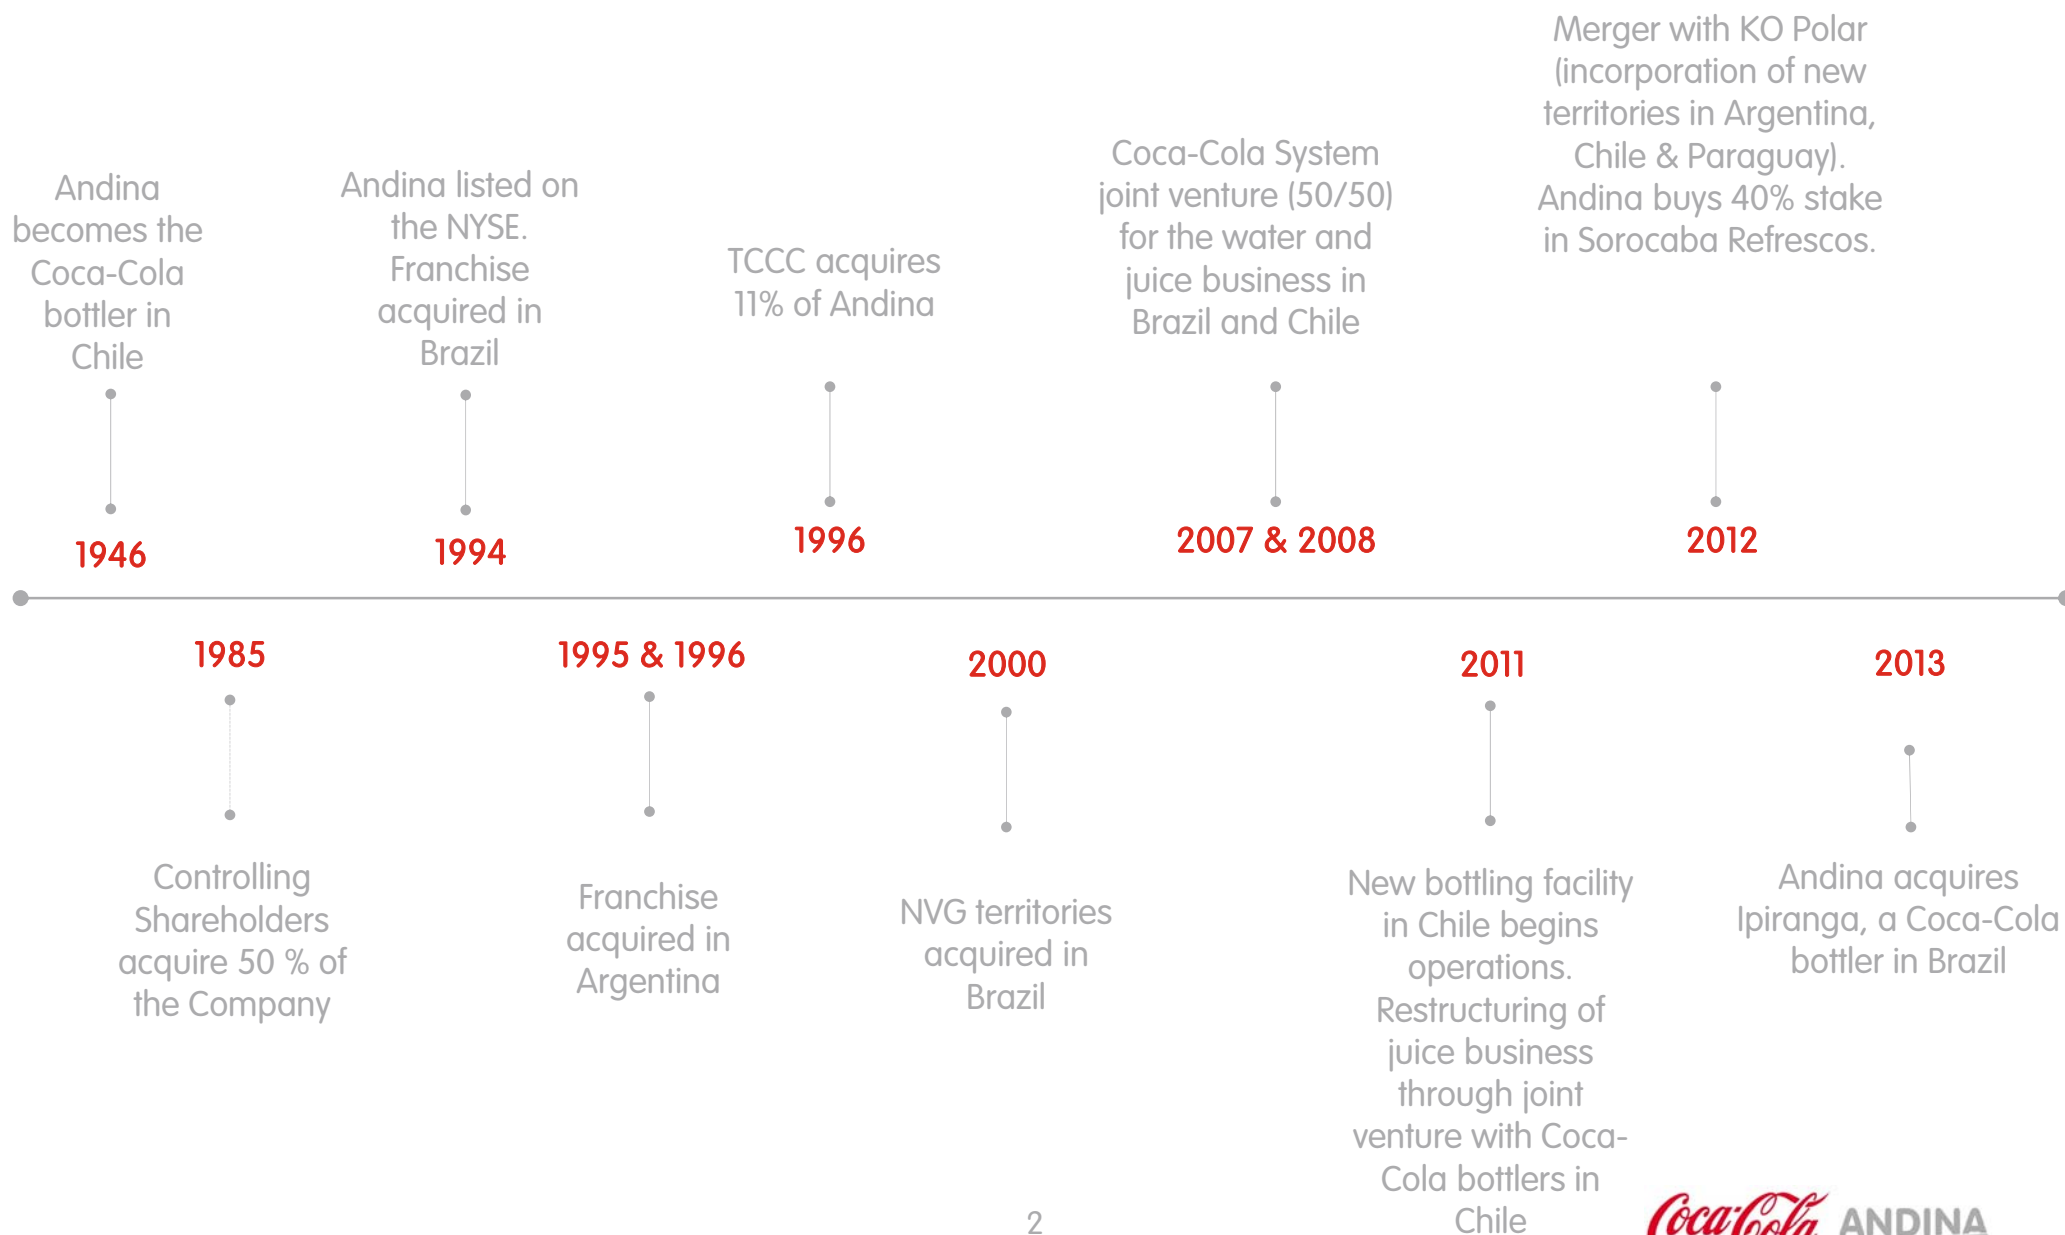 Andina
becomes the
Coca-Cola
bottler in
Chile
1946
Andina listed on
the NYSE.
Franchise
acquired in
Brazil
1994
TCCC acquires
11% of Andina
1996
Coca-Cola System
joint venture (50/50)
for the water and
juice business in
Brazil and Chile
2007 & 2008
Merger with KO Polar
(incorporation of new
territories in Argentina,
Chile & Paraguay).
Andina buys 40% stake
in Sorocaba Refrescos.
2012
1985
Controlling
Shareholders
acquire 50 % of
the Company
1995 & 1996
Franchise
acquired in
Argentina
2000
NVG territories
acquired in
Brazil
2011
New bottling facility
in Chile begins
operations.
Restructuring of
juice business
through joint
venture with Coca-
Cola bottlers in
Chile
2013
Andina acquires
Ipiranga, a Coca-Cola
bottler in Brazil
2
Coca-Cola ANDINA